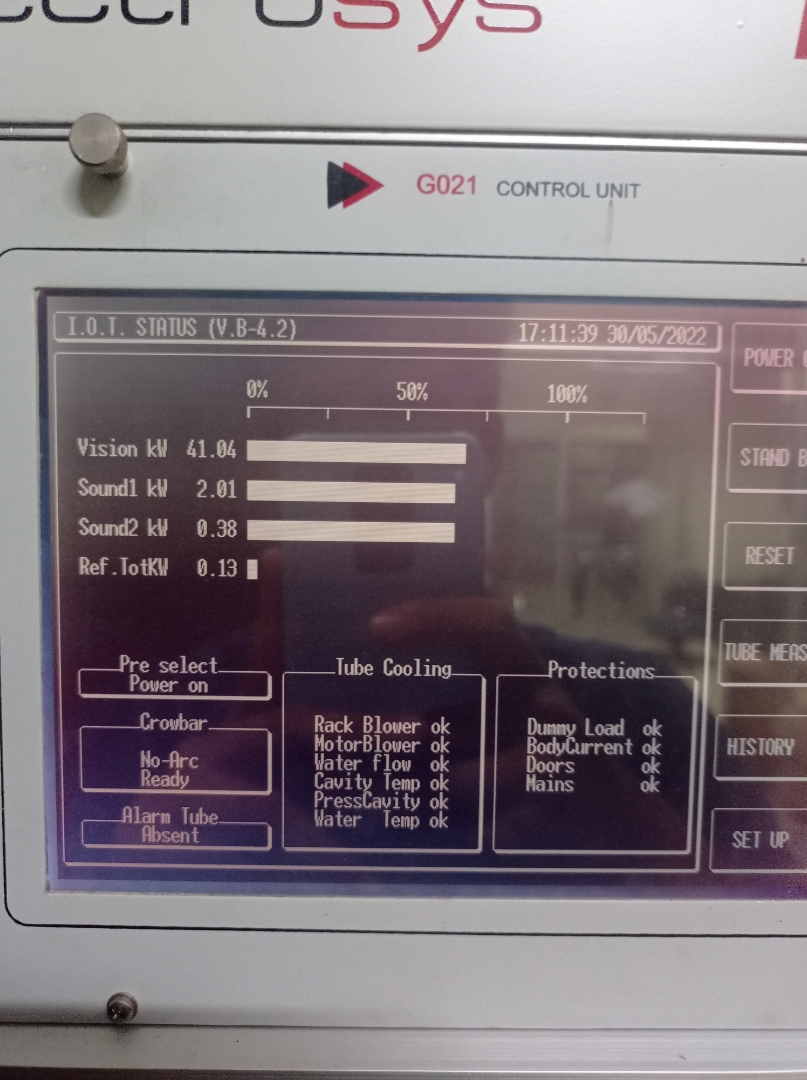 sys
G021 CONTROL UNIT
I.O.T. STATUS (V.B-4.2) 17:11:39 30/05/2022
0% 50% 100%
Vision kW 41.04
Sound1 kW 2.01
Sound2 kW 0.38
Ref.TotKW 0.13
Pre select
Power on
Crowbar
No-Arc
Ready
Alarm Tube
Absent
Tube Cooling
Rack Blower ok
MotorBlower ok
Water flow ok
Cavity Temp ok
PressCavity ok
Water Temp ok
Protections
Dummy Load ok
BodyCurrent ok
Doors ok
Mains ok
POWER
STAND B
RESET
TUBE MEAS
HISTORY
SET UP